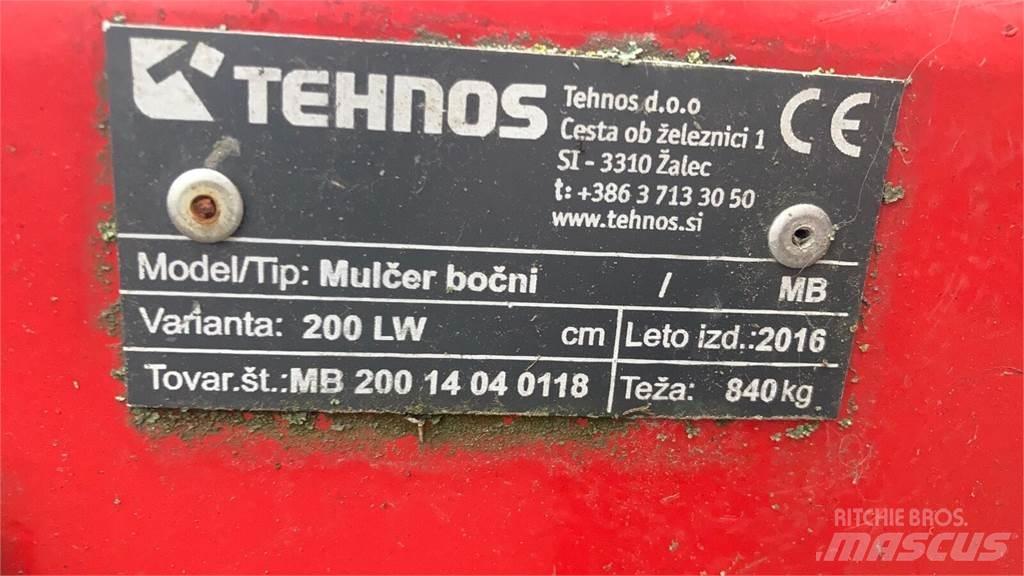 TEHNOS
Tehnos d.o.o
Cesta ob železnici 1
SI - 3310 Žalec
t: +386 3 713 30 50
www.tehnos.si
CE
Model/Tip: Mulčer bočni / MB
Varianta: 200 LW cm
Leto izd.:2016
Tovar.št.:MB 200 14 04 0118
Teža: 840 kg
RITCHIE BROS.
MASCUS